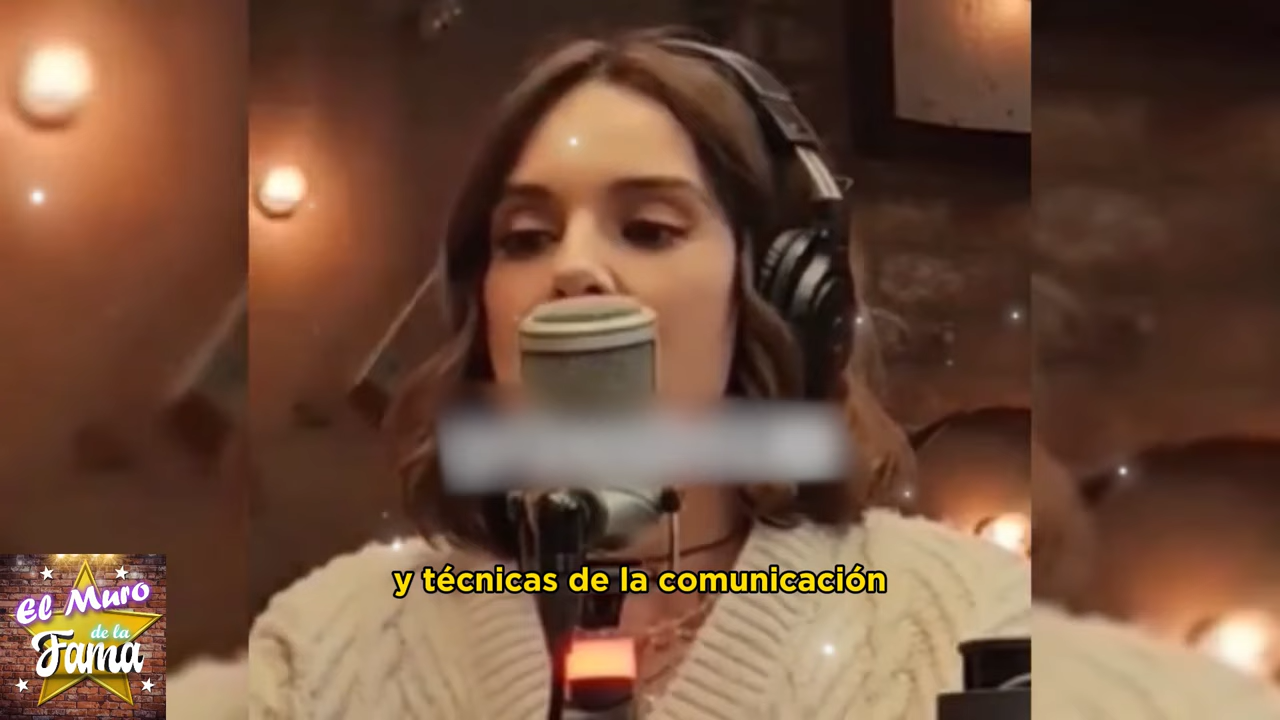 y técnicas de la comunicación
El Muro
de la
Fama